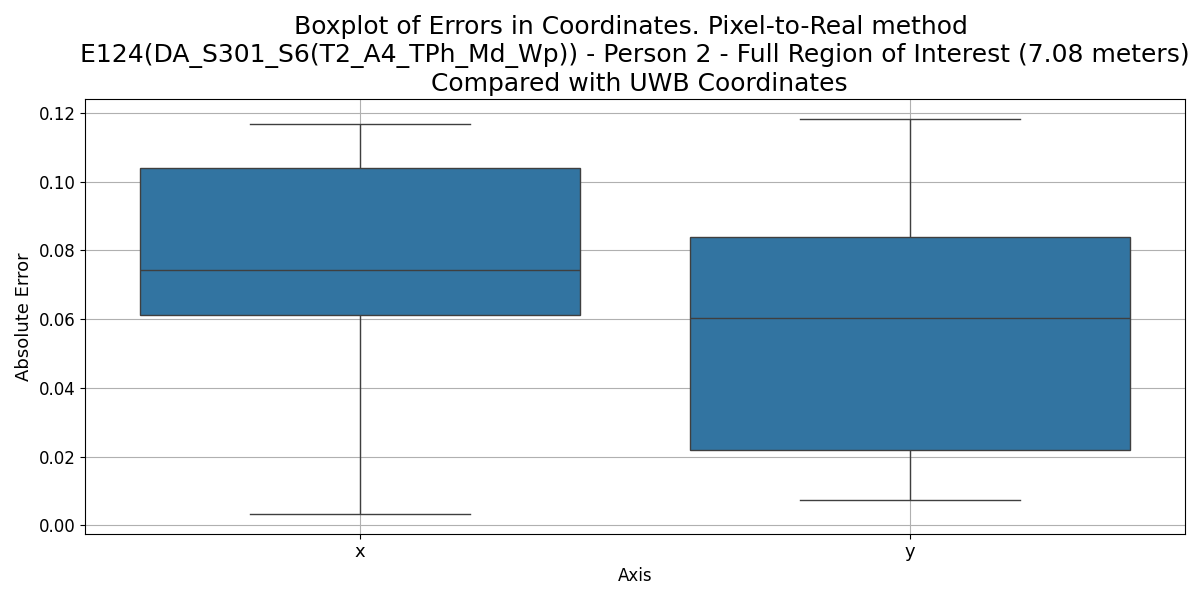 Boxplot of Errors in Coordinates. Pixel-to-Real method
E124(DA_S301_S6(T2_A4_TPh_Md_Wp)) - Person 2 - Full Region of Interest (7.08 meters)
Compared with UWB Coordinates
Absolute Error
0.12
0.10
0.08
0.06
0.04
0.02
0.00
x
y
Axis